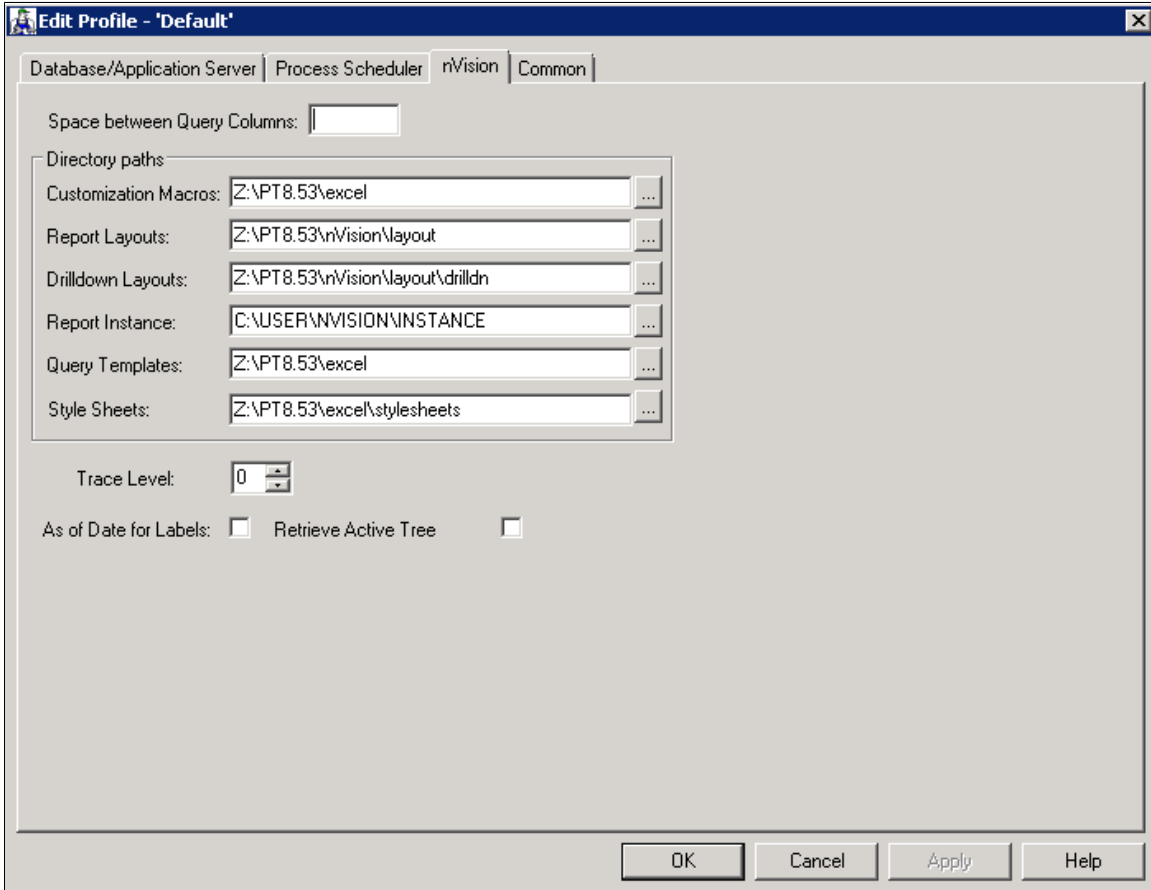 Edit Profile - 'Default'
Database/Application Server Process Scheduler nVision Common
Space between Query Columns:
Directory paths
Customization Macros: Z:\PT8.53\excel ...
Report Layouts: Z:\PT8.53\nVision\layout ...
Drilldown Layouts: Z:\PT8.53\nVision\layout\drilldn ...
Report Instance: C:\USER\NVISION\INSTANCE ...
Query Templates: Z:\PT8.53\excel ...
Style Sheets: Z:\PT8.53\excel\stylesheets ...
Trace Level: 0
As of Date for Labels: Retrieve Active Tree
OK Cancel Apply Help